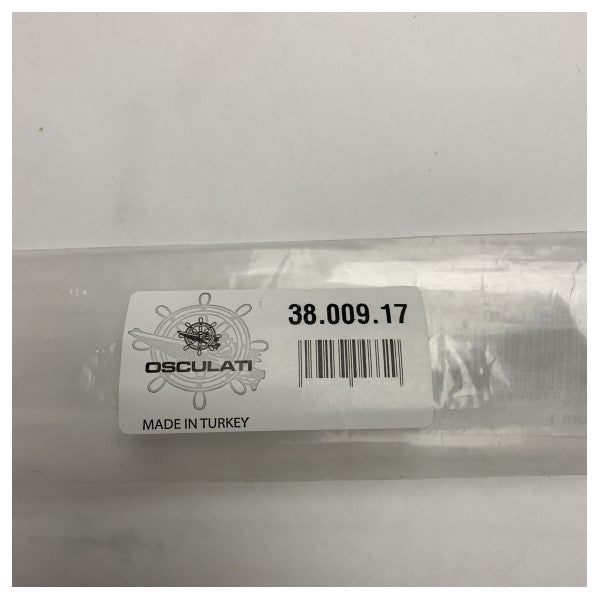 38.009.17
OSCULATI
MADE IN TURKEY